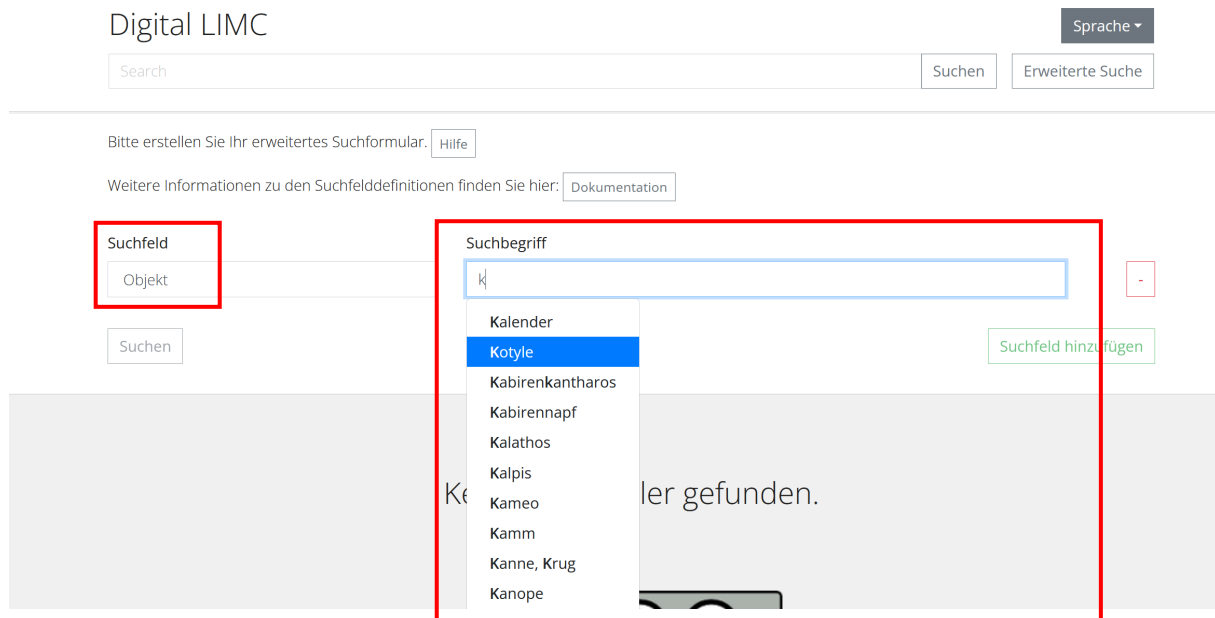 Digital LIMC
Sprache
Search
Suchen
Erweiterte Suche
Bitte erstellen Sie Ihr erweitertes Suchformular. Hilfe
Weitere Informationen zu den Suchfelddefinitionen finden Sie hier: Dokumentation
Suchfeld
Suchbegriff
Objekt
k
-
Suchen
Suchfeld hinzufügen
Kalender
Kotyle
Kabirenkantharos
Kabirennapf
Kalathos
Kalpis
Kameo
Kamm
Kanne, Krug
Kanope
gefunden.